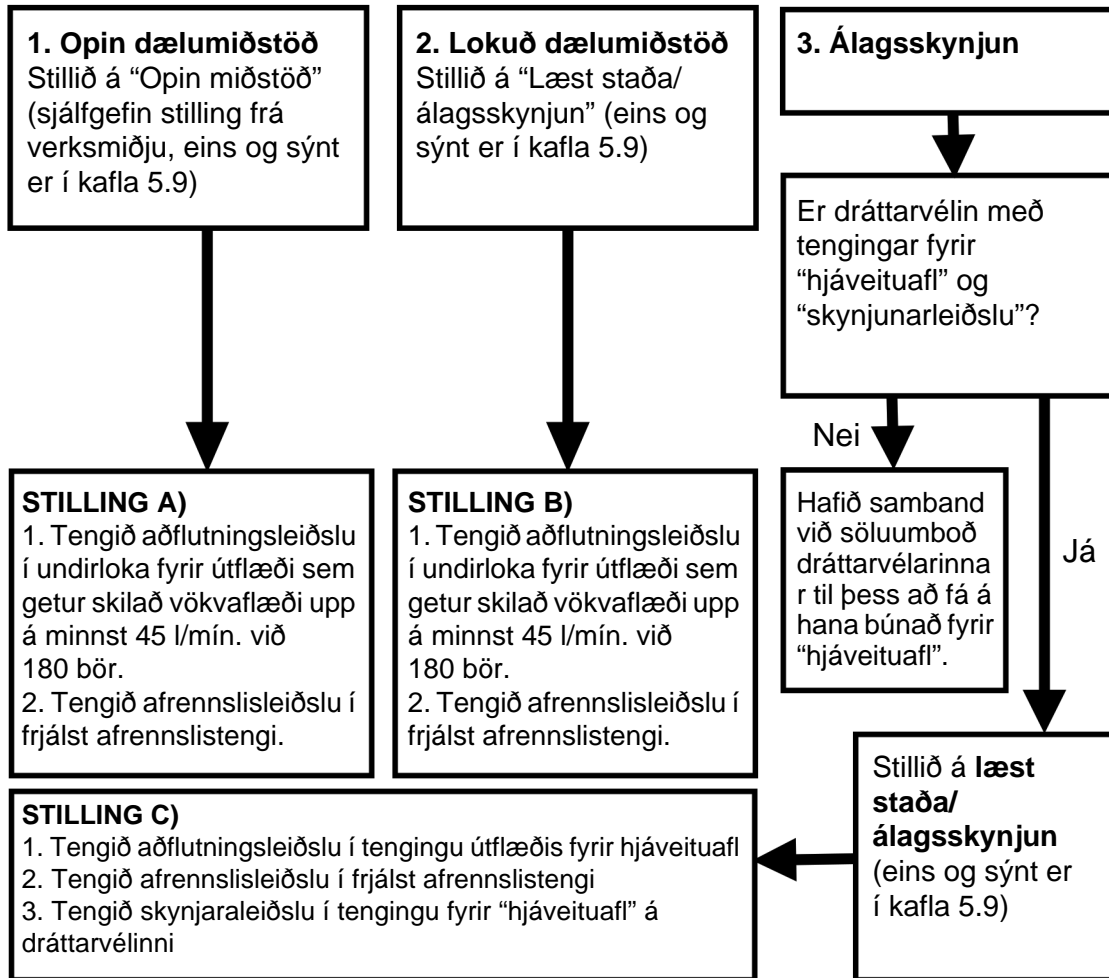 1. Opin dælumiðstöð
Stillið á “Opin miðstöð”
(sjálfgefin stilling frá
verksmiðju, eins og sýnt
er í kafla 5.9)
2. Lokuð dælumiðstöð
Stillið á “Læst staða/
álagsskynjun” (eins og
sýnt er í kafla 5.9)
3. Álagsskynjun
Er dráttarvélin með
tengingar fyrir
“hjáveituafl” og
“skynjunarleiðslu”?
Nei
Já
STILLING A)
1. Tengið aðflutningsleiðslu
í undirloka fyrir útflæði sem
getur skilað vökvaflæði upp
á minnst 45 l/mín. við
180 bör.
2. Tengið afrennslisleiðslu í
frjálst afrennslistengi.
STILLING B)
1. Tengið aðflutningsleiðslu
í undirloka fyrir útflæði sem
getur skilað vökvaflæði upp
á minnst 45 l/mín. við
180 bör.
2. Tengið afrennslisleiðslu í
frjálst afrennslistengi.
Hafið samband
við söluumboð
dráttarvélarinna
r til þess að fá á
hana búnað fyrir
“hjáveituafl”.
Stillið á læst
staða/
álagsskynjun
(eins og sýnt er
í kafla 5.9)
STILLING C)
1. Tengið aðflutningsleiðslu í tengingu útflæðis fyrir hjáveituafl
2. Tengið afrennslisleiðslu í frjálst afrennslistengi
3. Tengið skynjaraleiðslu í tengingu fyrir “hjáveituafl” á
dráttarvélinni